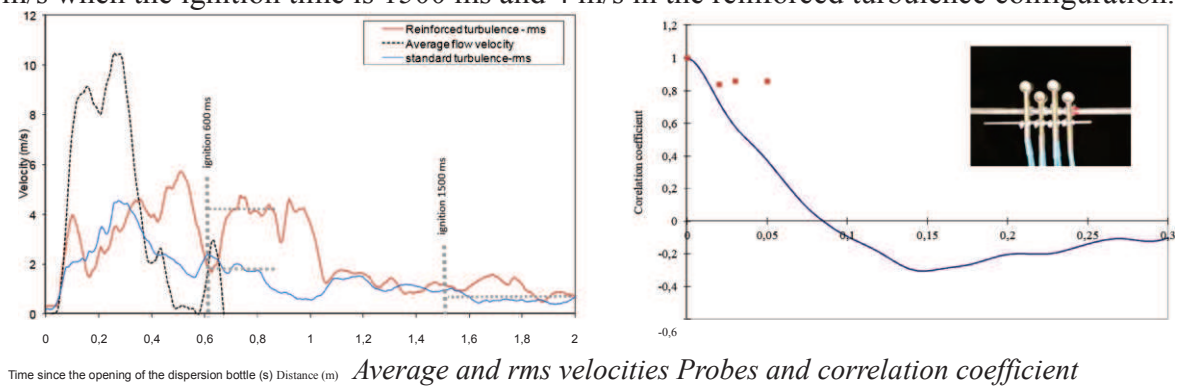 m/s when the ignition time is 1500 ms and 4 m/s in the reinforced turbulence configuration.
12
10
8
6
4
2
0
Velocity (m/s)
Reinforced turbulence - rms
Average flow velocity
standard turbulence-rms
ignition 600 ms
ignition 1500 ms
0 0,2 0,4 0,6 0,8 1 1,2 1,4 1,6 1,8 2
1,2
1
0,8
0,6
0,4
0,2
0
-0,2
-0,4
-0,6
Corelation coefficient
0 0,05 0,1 0,15 0,2 0,25 0,3
Time since the opening of the dispersion bottle (s) Distance (m) Average and rms velocities Probes and correlation coefficient